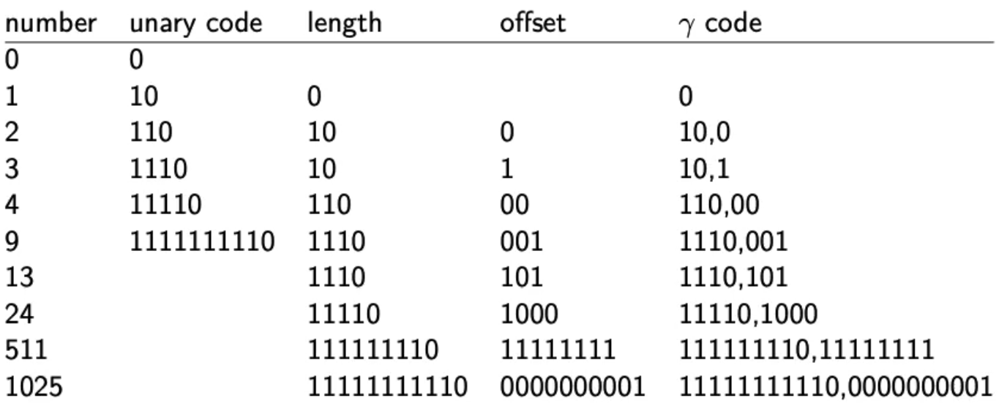 number unary code length offset γ code
0 0
1 10 0 0
2 110 10 0 10,0
3 1110 10 1 10,1
4 11110 110 00 110,00
9 1111111110 1110 001 1110,001
13 1110 101 1110,101
24 11110 1000 11110,1000
511 111111110 11111111 111111110,11111111
1025 11111111110 0000000001 11111111110,0000000001